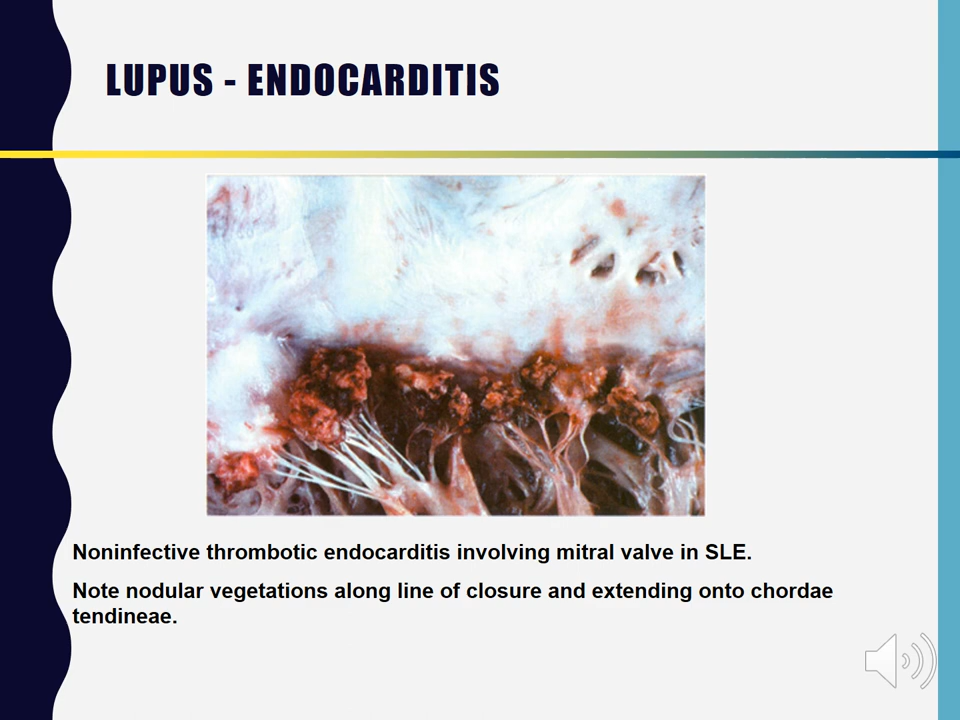 LUPUS - ENDOCARDITIS
Noninfective thrombotic endocarditis involving mitral valve in SLE.
Note nodular vegetations along line of closure and extending onto chordae
tendineae.